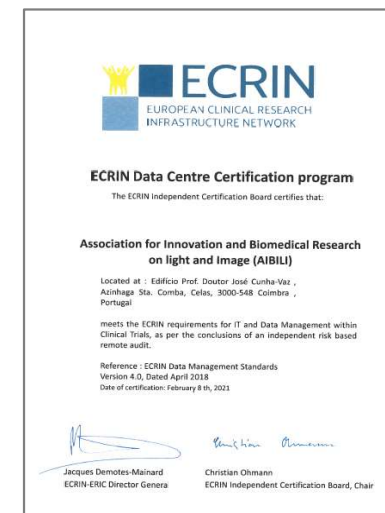 ECRIN
EUROPEAN CLINICAL RESEARCH
INFRASTRUCTURE NETWORK
ECRIN Data Centre Certification program
The ECRIN Independent Certification Board certifies that:
Association for Innovation and Biomedical Research
on light and Image (AIBILI)
Located at : Edifício Prof. Doutor José Cunha-Vaz ,
Azinhaga Sta. Comba, Celas, 3000-548 Coimbra ,
Portugal
meets the ECRIN requirements for IT and Data Management within
Clinical Trials, as per the conclusions of an independent risk based
remote audit.
Reference : ECRIN Data Management Standards
Version 4.0, Dated April 2018
Date of certification: February 8 th, 2021
Christian Ohmann
Jacques Demotes-Mainard Christian Ohmann
ECRIN-ERIC Director Genera ECRIN Independent Certification Board, Chair